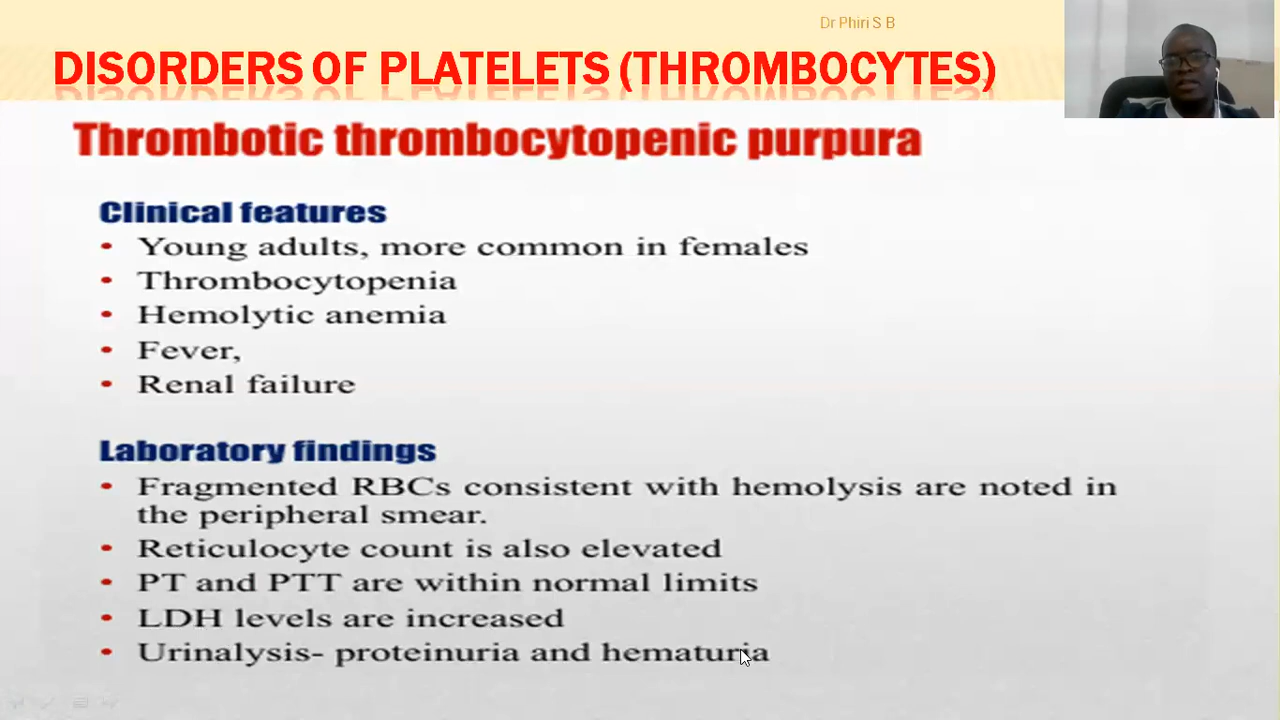 Dr Phiri S B
DISORDERS OF PLATELETS (THROMBOCYTES)
Thrombotic thrombocytopenic purpura
Clinical features
• Young adults, more common in females
• Thrombocytopenia
• Hemolytic anemia
• Fever,
• Renal failure
Laboratory findings
• Fragmented RBCs consistent with hemolysis are noted in
the peripheral smear.
• Reticulocyte count is also elevated
• PT and PTT are within normal limits
• LDH levels are increased
• Urinalysis- proteinuria and hematuria